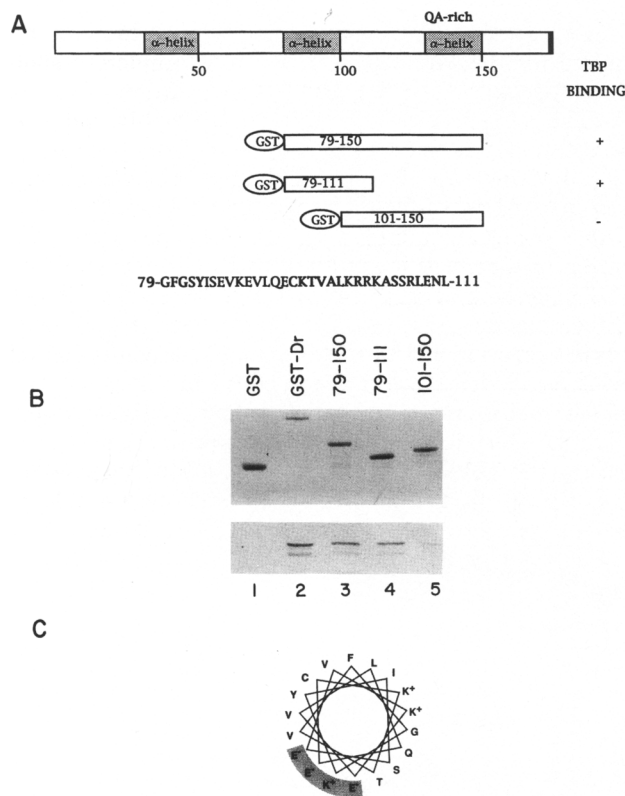 A
QA-rich
α-helix α-helix α-helix
50 100 150
TBP
BINDING
GST 79-150 +
GST 79-111 +
GST 101-150 -
79-GFGSYISEVKEVLQECKTVALKRRKASSRLENL-111
B
GST GST-Dr 79-150 79-111 101-150
1 2 3 4 5
C
F
L
I
K+
K+
G
Q
S
T
E-
K+
E-
E-
V
V
Y
C
V